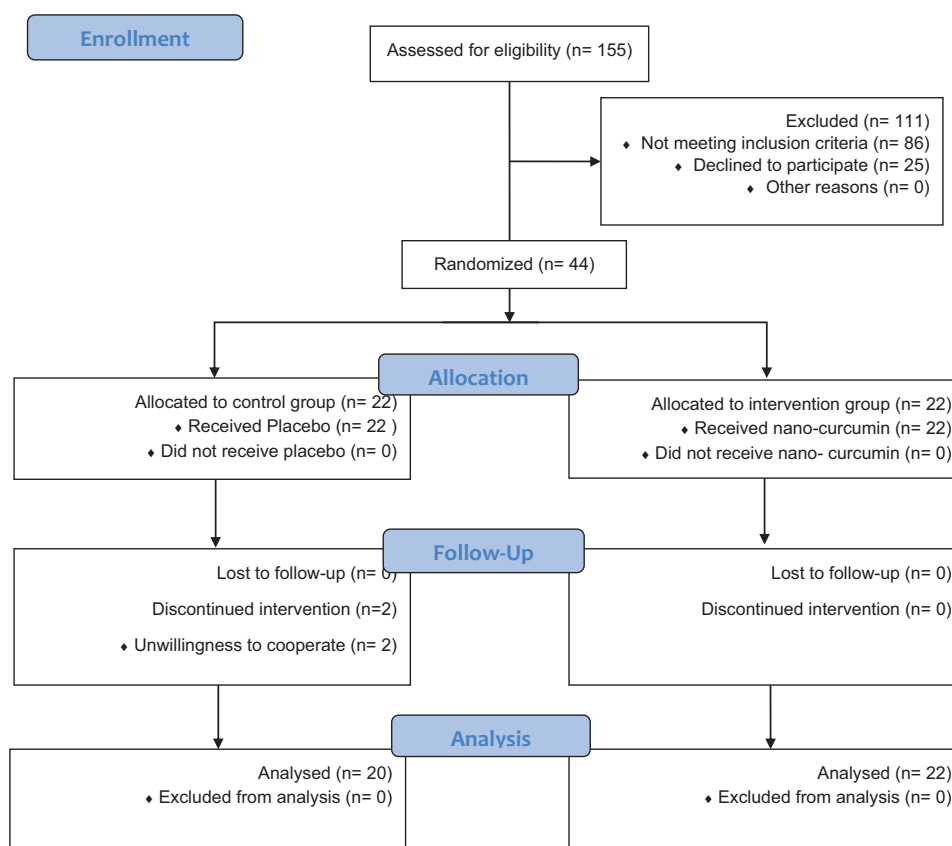 Enrollment
Assessed for eligibility (n= 155)
Excluded (n= 111)
♦ Not meeting inclusion criteria (n= 86)
♦ Declined to participate (n= 25)
♦ Other reasons (n= 0)
Randomized (n= 44)
Allocation
Allocated to control group (n= 22)
♦ Received Placebo (n= 22 )
♦ Did not receive placebo (n= 0)
Allocated to intervention group (n= 22)
♦ Received nano-curcumin (n= 22)
♦ Did not receive nano- curcumin (n= 0)
Follow-Up
Lost to follow-up (n= 0)
Discontinued intervention (n=2)
♦ Unwillingness to cooperate (n= 2)
Lost to follow-up (n= 0)
Discontinued intervention (n= 0)
Analysis
Analysed (n= 20)
♦ Excluded from analysis (n= 0)
Analysed (n= 22)
♦ Excluded from analysis (n= 0)